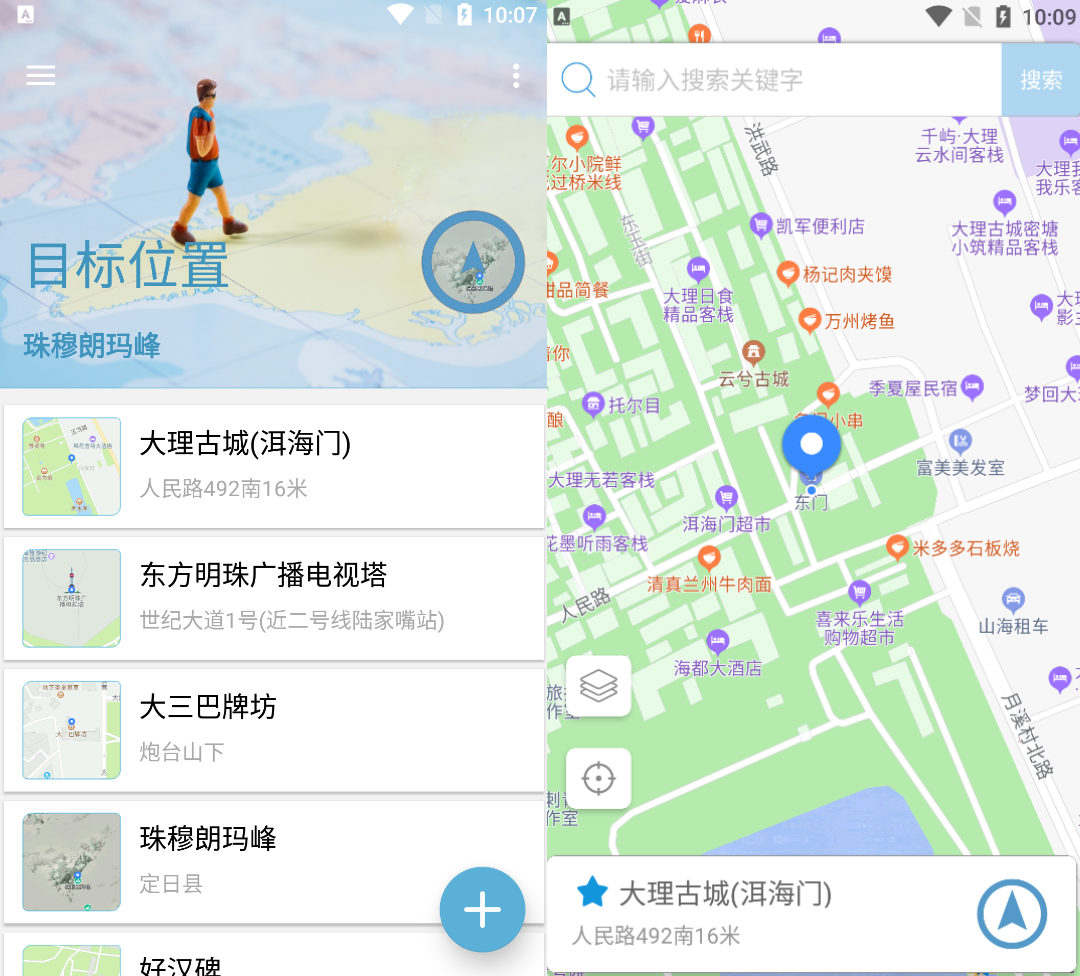 10:07
目标位置
珠穆朗玛峰
大理古城(洱海门)
人民路492南16米
东方明珠广播电视塔
世纪大道1号(近二号线陆家嘴站)
大三巴牌坊
炮台山下
珠穆朗玛峰
定日县
好汉碑
10:09
请输入搜索关键字
搜索
洪武路
千屿·大理
云水间客栈
尔小院鲜
过桥米线
大理我
我乐客
大理古城密塘
小筑精品客栈
东玉街
凯军便利店
大理日食
精品客栈
甜品简餐
杨记肉夹馍
万州烤鱼
云兮古城
季夏屋民宿
梦回大理
托尔目
小串
富美美发室
大理无若客栈
东门
洱海门超市
花墨听雨客栈
米多多石板烧
清真兰州牛肉面
人民路
喜来乐生活
购物超市
山海租车
海都大酒店
月溪村北路
大理古城(洱海门)
人民路492南16米